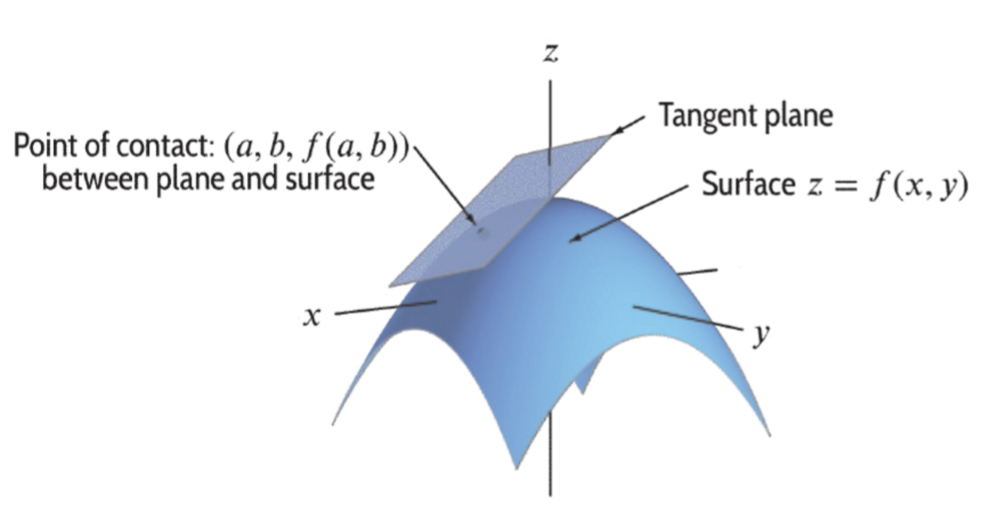 z
Tangent plane
Point of contact: (a, b, f(a, b))
between plane and surface
Surface z = f(x, y)
x
y